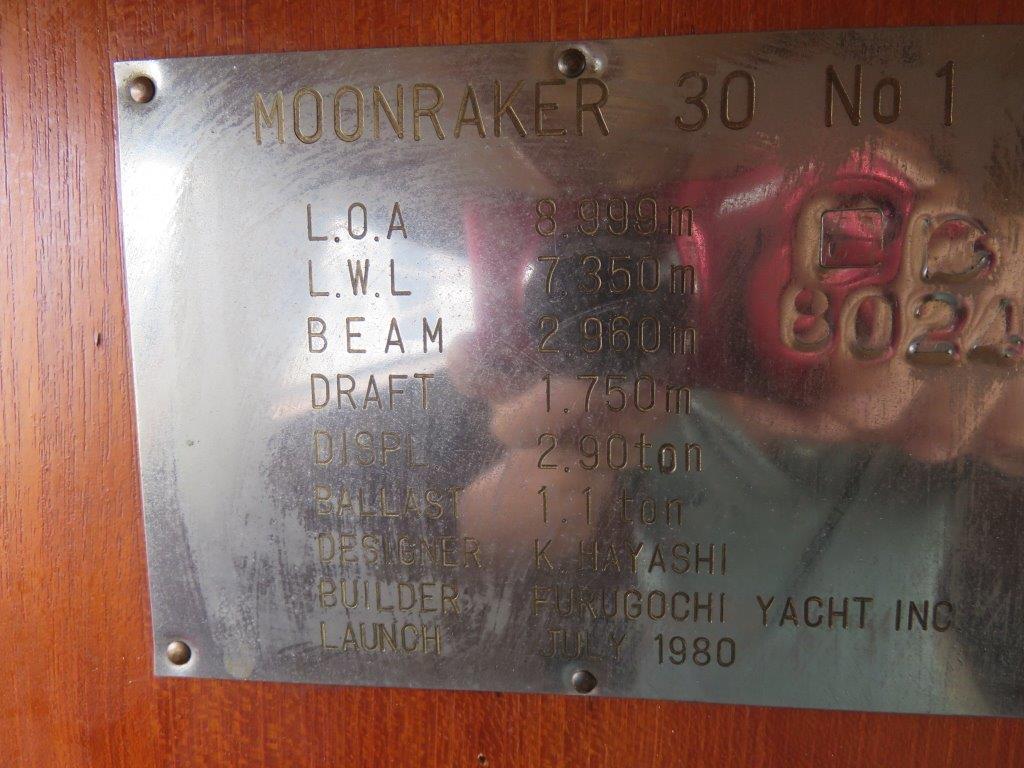 MOONRAKER 30 No 1
L.O.A 8.999m
L.W.L 7.350m
BEAM 2.960m
DRAFT 1.750m
DISPL 2.90ton
BALLAST 1.1 ton
DESIGNER K.HAYASHI
BUILDER FURUGOCHI YACHT INC
LAUNCH JULY 1980